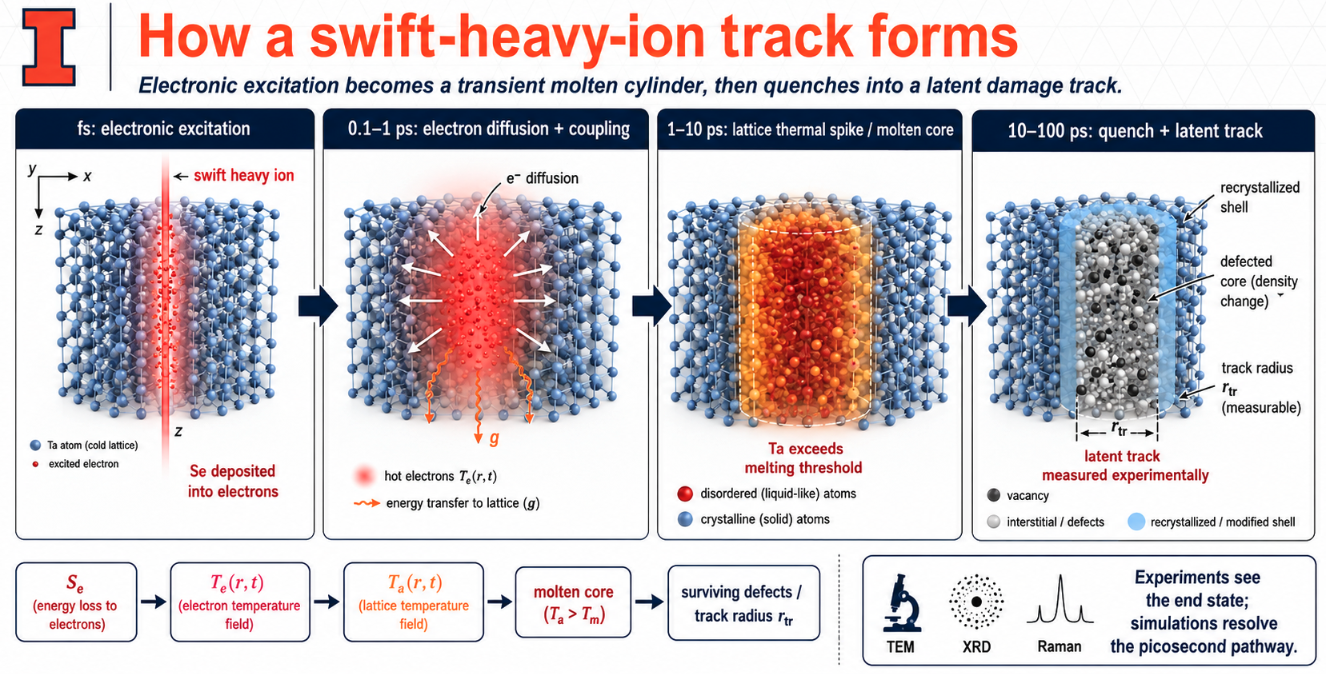 I
How a swift-heavy-ion track forms
Electronic excitation becomes a transient molten cylinder, then quenches into a latent damage track.
fs: electronic excitation
y
x
z
swift heavy ion
z
Ta atom (cold lattice)
excited electron
Se deposited
into electrons
0.1–1 ps: electron diffusion + coupling
e⁻ diffusion
g
hot electrons Te(r,t)
energy transfer to lattice (g)
1–10 ps: lattice thermal spike / molten core
Ta exceeds
melting threshold
disordered (liquid-like) atoms
crystalline (solid) atoms
10–100 ps: quench + latent track
recrystallized
shell
defected
core (density
change)
track radius
rtr
(measurable)
rtr
latent track
measured experimentally
vacancy
interstitial / defects
recrystallized / modified shell
Se
(energy loss to
electrons)
Te(r,t)
(electron temperature
field)
Ta(r,t)
(lattice temperature
field)
molten core
(Ta > Tm)
surviving defects /
track radius rtr
TEM
XRD
Raman
Experiments see
the end state;
simulations resolve
the picosecond pathway.